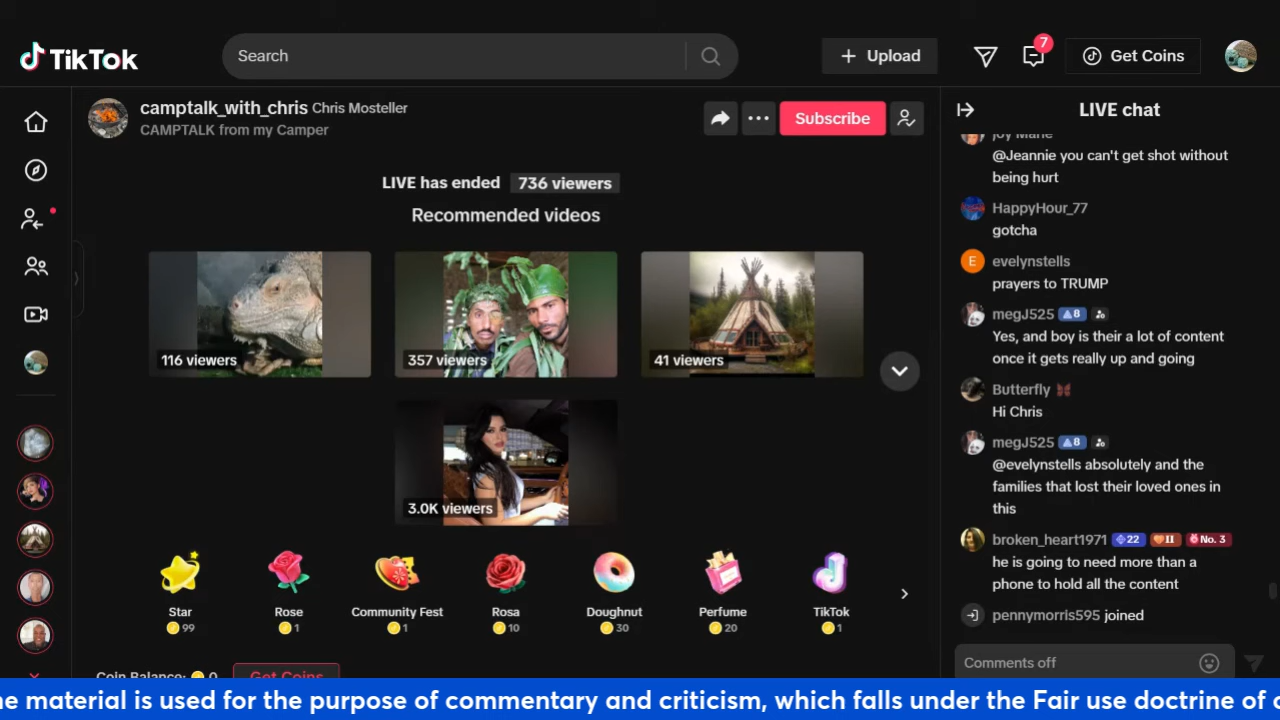 TikTok
Search
Upload
7
Get Coins
camptalk_with_chris Chris Mosteller
CAMPTALK from my Camper
Subscribe
LIVE has ended 736 viewers
Recommended videos
116 viewers
357 viewers
41 viewers
3.0K viewers
Star
99
Rose
1
Community Fest
1
Rosa
10
Doughnut
30
Perfume
20
TikTok
1
Coin Balance: 0 Get Coins
LIVE chat
joy Marie
@Jeannie you can't get shot without
being hurt
HappyHour_77
gotcha
E evelynstells
prayers to TRUMP
megJ525 8
Yes, and boy is their a lot of content
once it gets really up and going
Butterfly
Hi Chris
megJ525 8
@evelynstells absolutely and the
families that lost their loved ones in
this
broken_heart1971 22 II No. 3
he is going to need more than a
phone to hold all the content
pennymorris595 joined
Comments off
material is used for the purpose of commentary and criticism, which falls under the Fair use doctrine of